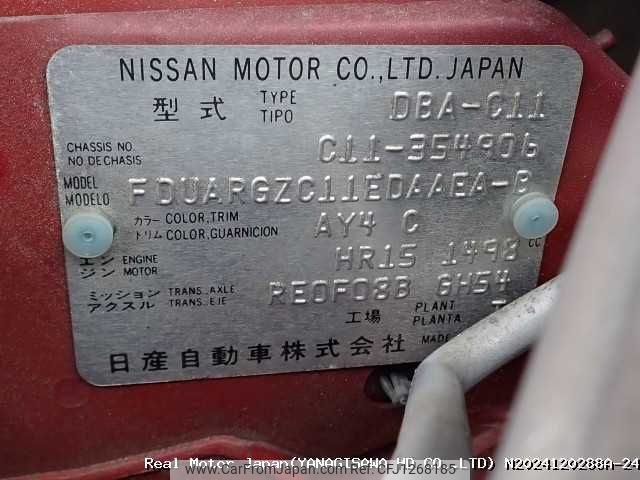 NISSAN MOTOR CO.,LTD. JAPAN
型式 TYPE TIPO DBA-C11
CHASSIS NO. NO DE CHASIS C11-354906
MODEL MODELO FDUARGZC11EDAAEA-B
カラー COLOR,TRIM トリム COLOR,GUARNICION AY4 C
エンジン ENGINE MOTOR HR15 1498 CC
ミッション アクスル TRANS.,AXLE TRANS.,EJE RE0F08B GH54
工場 PLANT PLANTA
日産自動車株式会社 MADE
Real Motor Japan(YANAGISAWA HD CO.,LTD) N2024120288A-24
CarFromJapan.com Ref: CFJ1268165